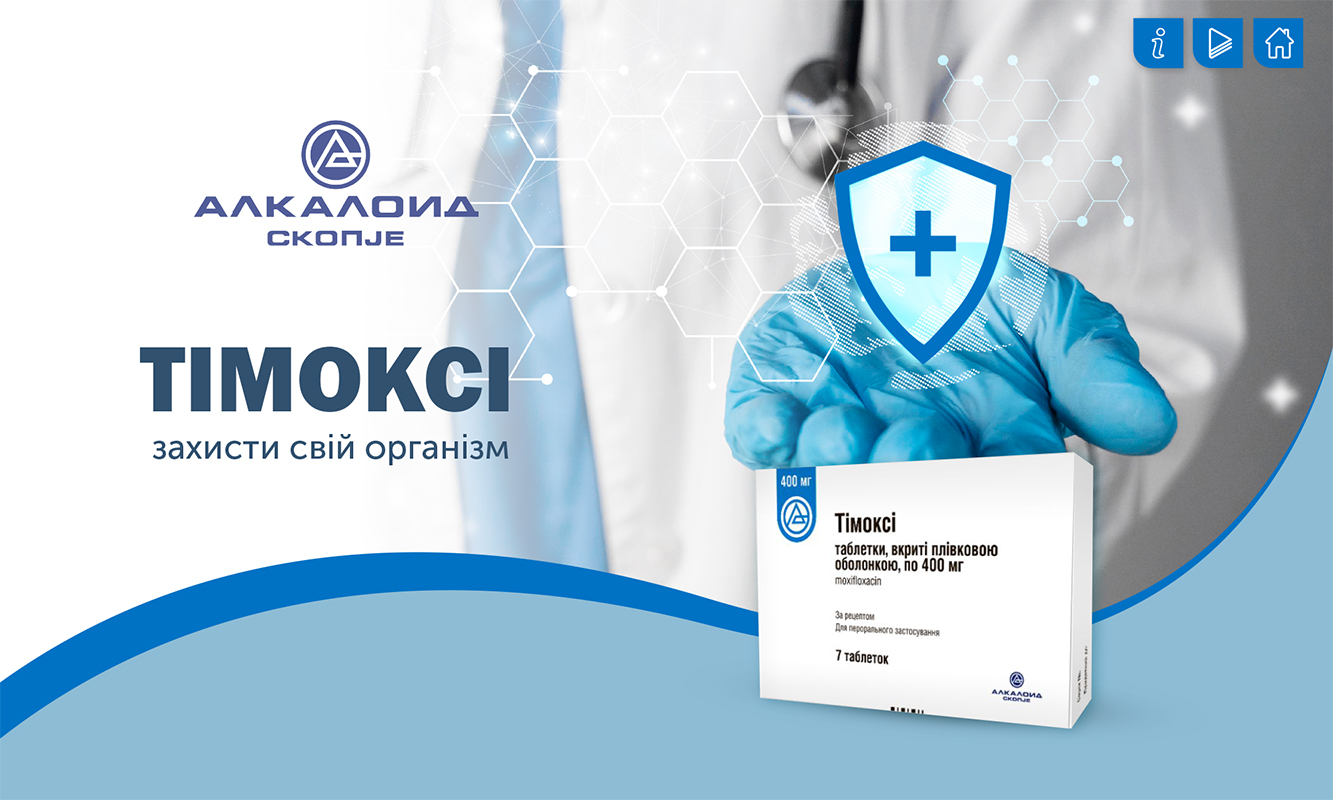 АЛКАЛОИД
СКОПЈЕ
ТІМОКСІ
захисти свій організм
400 мг
Тімоксі
таблетки, вкриті плівковою
оболонкою, по 400 мг
moxifloxacin
За рецептом
Для перорального застосування
7 таблеток
АЛКАЛОИД
СКОПЈЕ